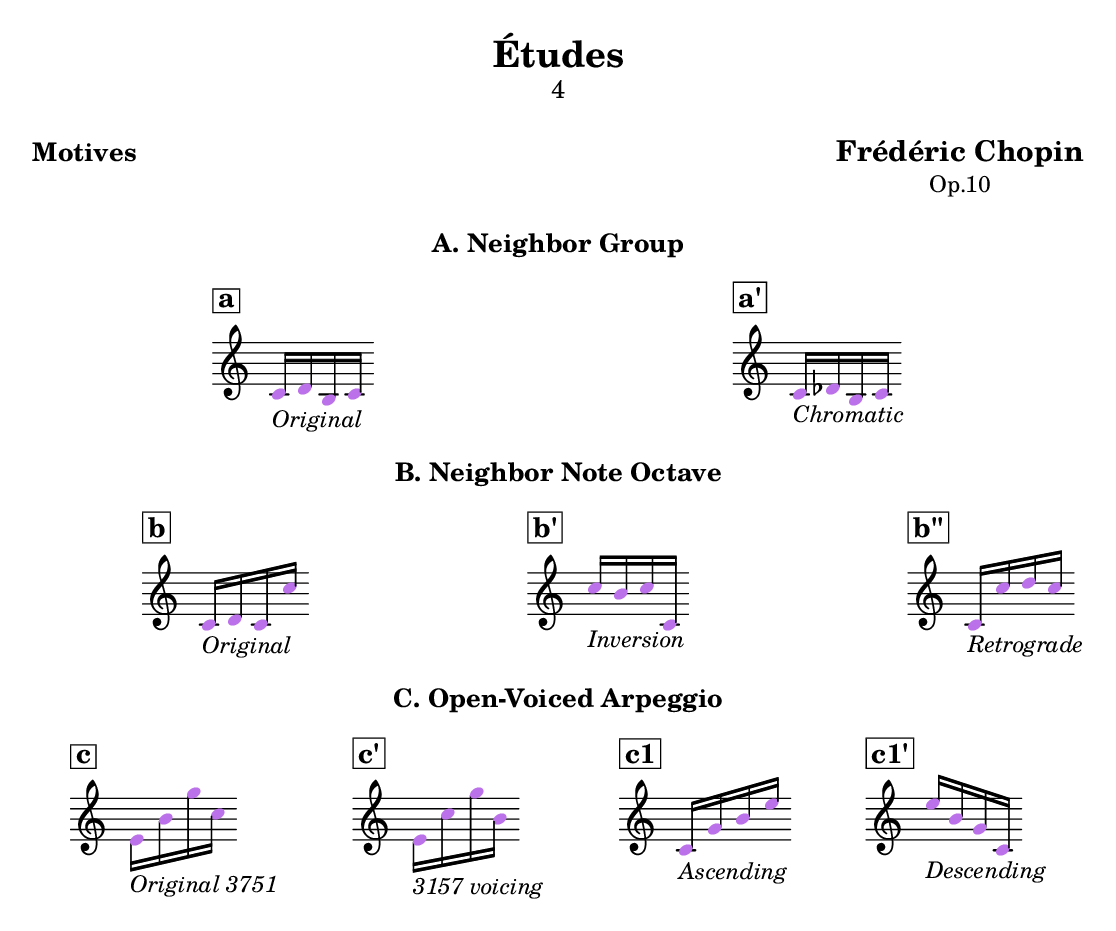 Études
4
Motives
Frédéric Chopin
Op.10
A. Neighbor Group
a a'
Original Chromatic
B. Neighbor Note Octave
b b' b"
Original Inversion Retrograde
C. Open-Voiced Arpeggio
c c' c1 c1'
Original 3751 3157 voicing Ascending Descending